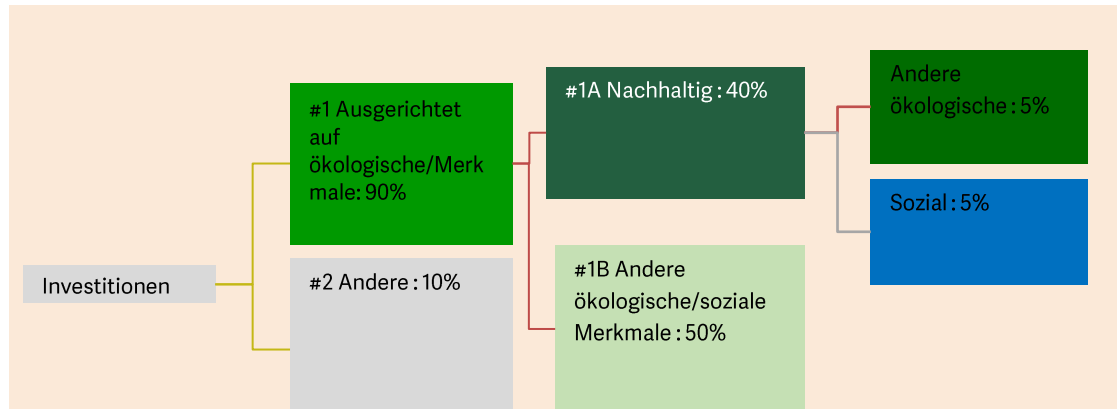 Investitionen
#1 Ausgerichtet
auf
ökologische/Merk
male: 90%
#2 Andere : 10%
#1A Nachhaltig : 40%
#1B Andere
ökologische/soziale
Merkmale : 50%
Andere
ökologische : 5%
Sozial : 5%